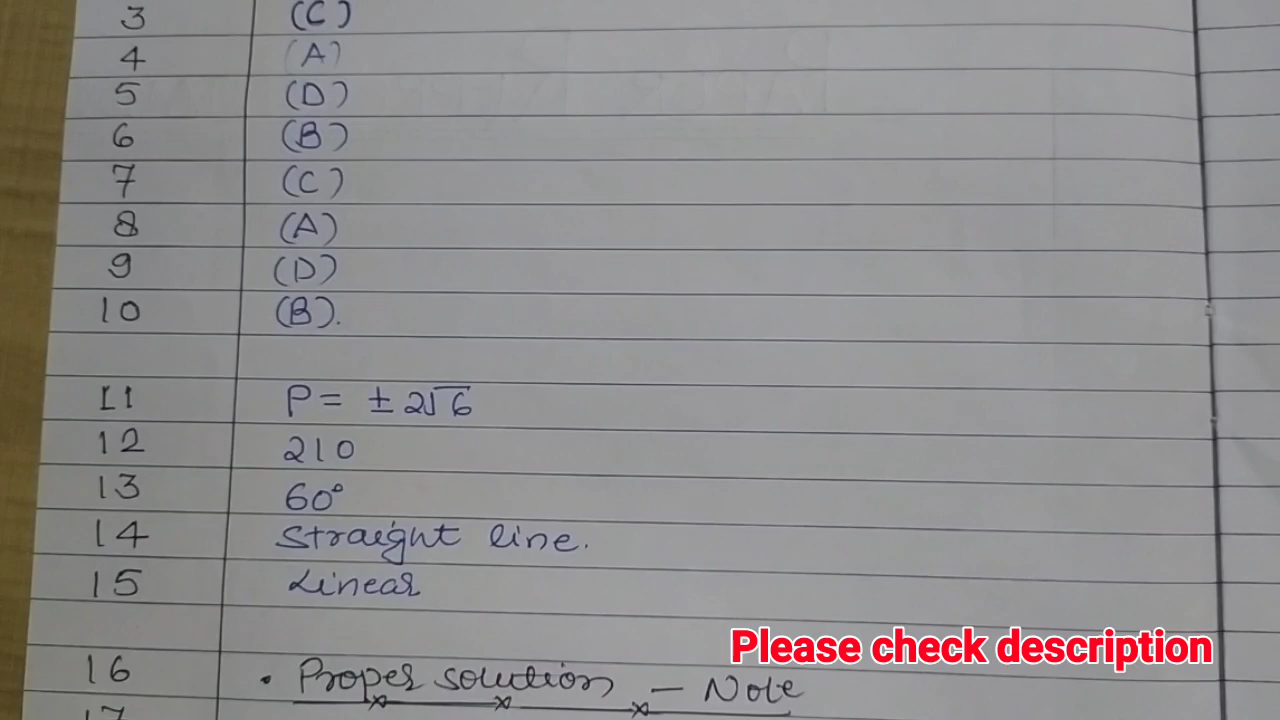 3 (C)
4 (A)
5 (D)
6 (B)
7 (C)
8 (A)
9 (D)
10 (B).
11 P = ±2√6
12 210
13 60°
14 Straight line.
15 Linear
Please check description
16 • Proper solution – Note
17